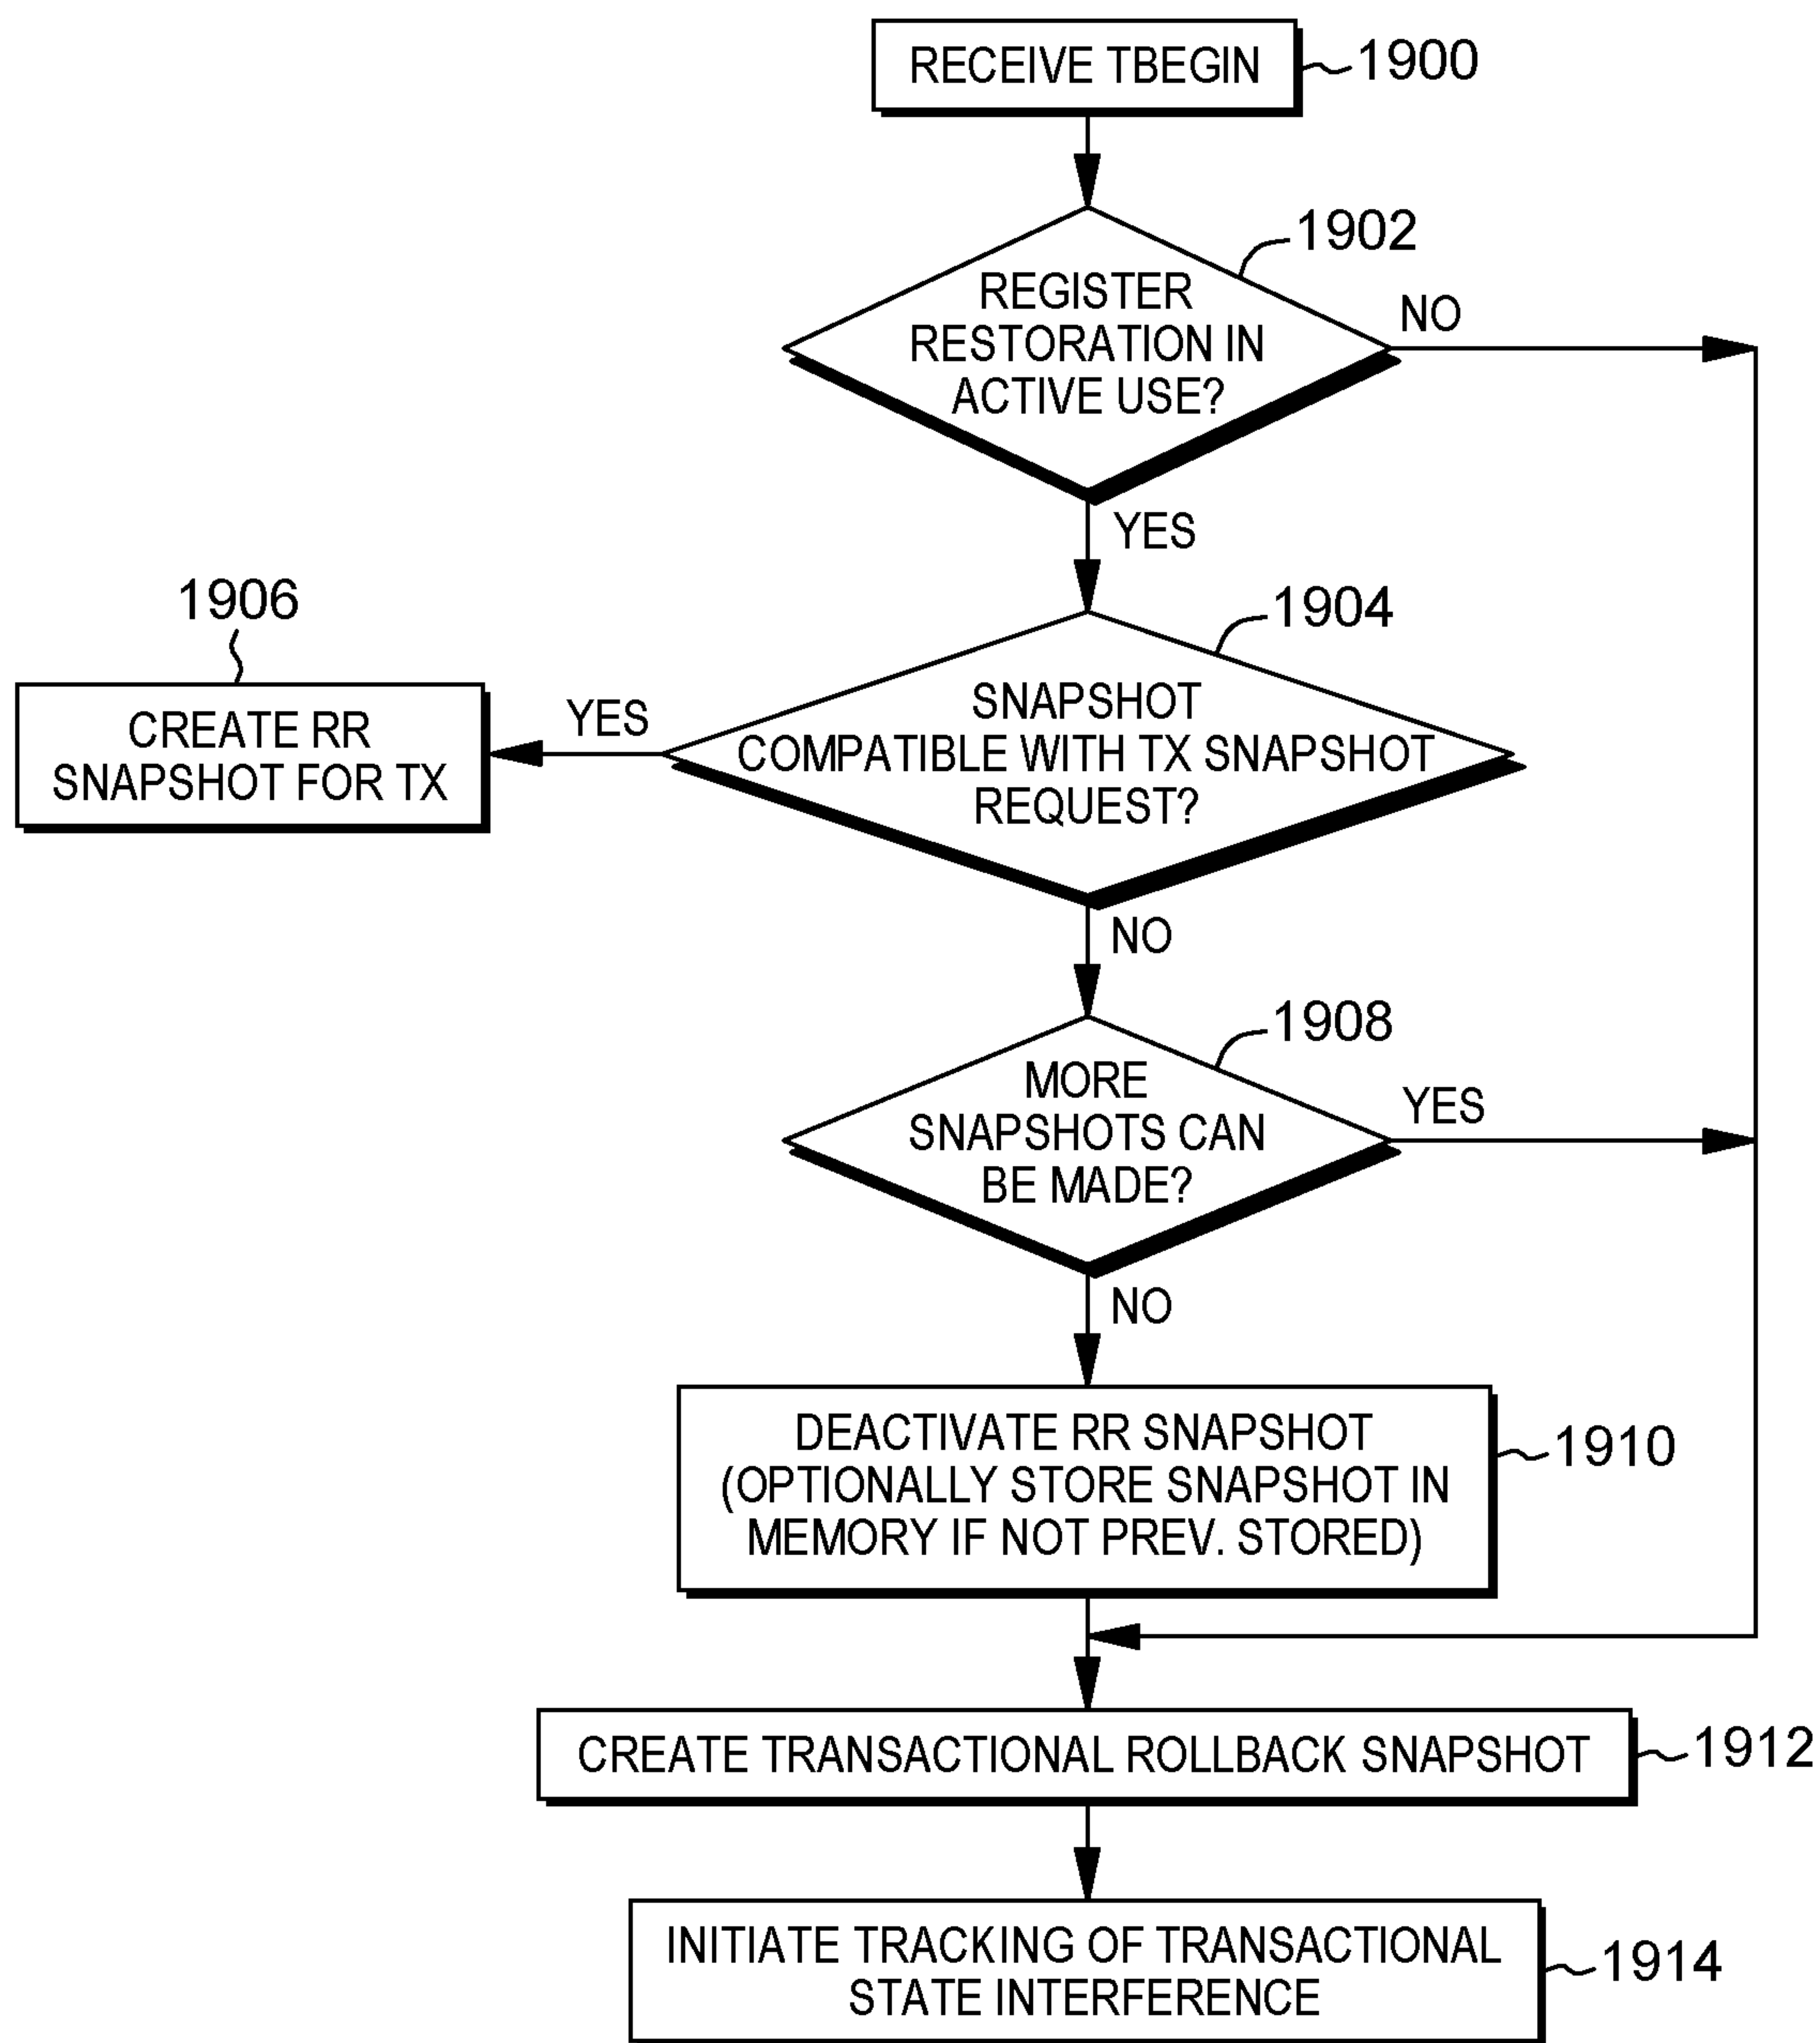 RECEIVE TBEGIN
1900
1902
REGISTER
RESTORATION IN
ACTIVE USE?
NO
YES
1904
1906
SNAPSHOT
COMPATIBLE WITH TX SNAPSHOT
REQUEST?
YES
CREATE RR
SNAPSHOT FOR TX
NO
1908
MORE
SNAPSHOTS CAN
BE MADE?
YES
NO
DEACTIVATE RR SNAPSHOT
(OPTIONALLY STORE SNAPSHOT IN
MEMORY IF NOT PREV. STORED)
1910
CREATE TRANSACTIONAL ROLLBACK SNAPSHOT
1912
INITIATE TRACKING OF TRANSACTIONAL
STATE INTERFERENCE
1914